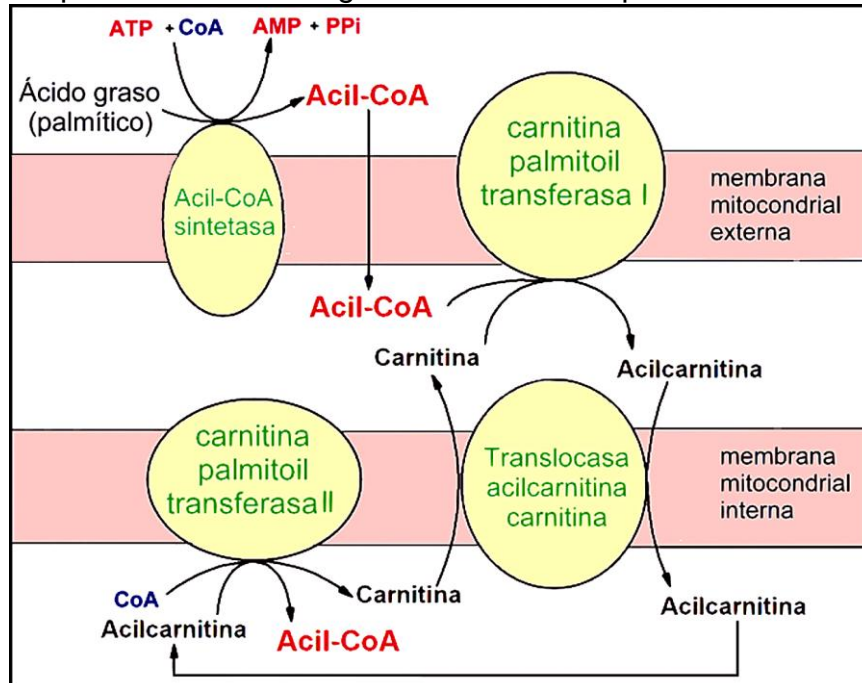 ATP + CoA
AMP + PPi
Ácido graso
(palmítico)
Acil-CoA
Acil-CoA
sintetasa
carnitina
palmitoil
transferasa I
membrana
mitocondrial
externa
Acil-CoA
Carnitina
Acilcarnitina
carnitina
palmitoil
transferasa II
Translocasa
acilcarnitina
carnitina
membrana
mitocondrial
interna
CoA
Acilcarnitina
Acil-CoA
Carnitina
Acilcarnitina